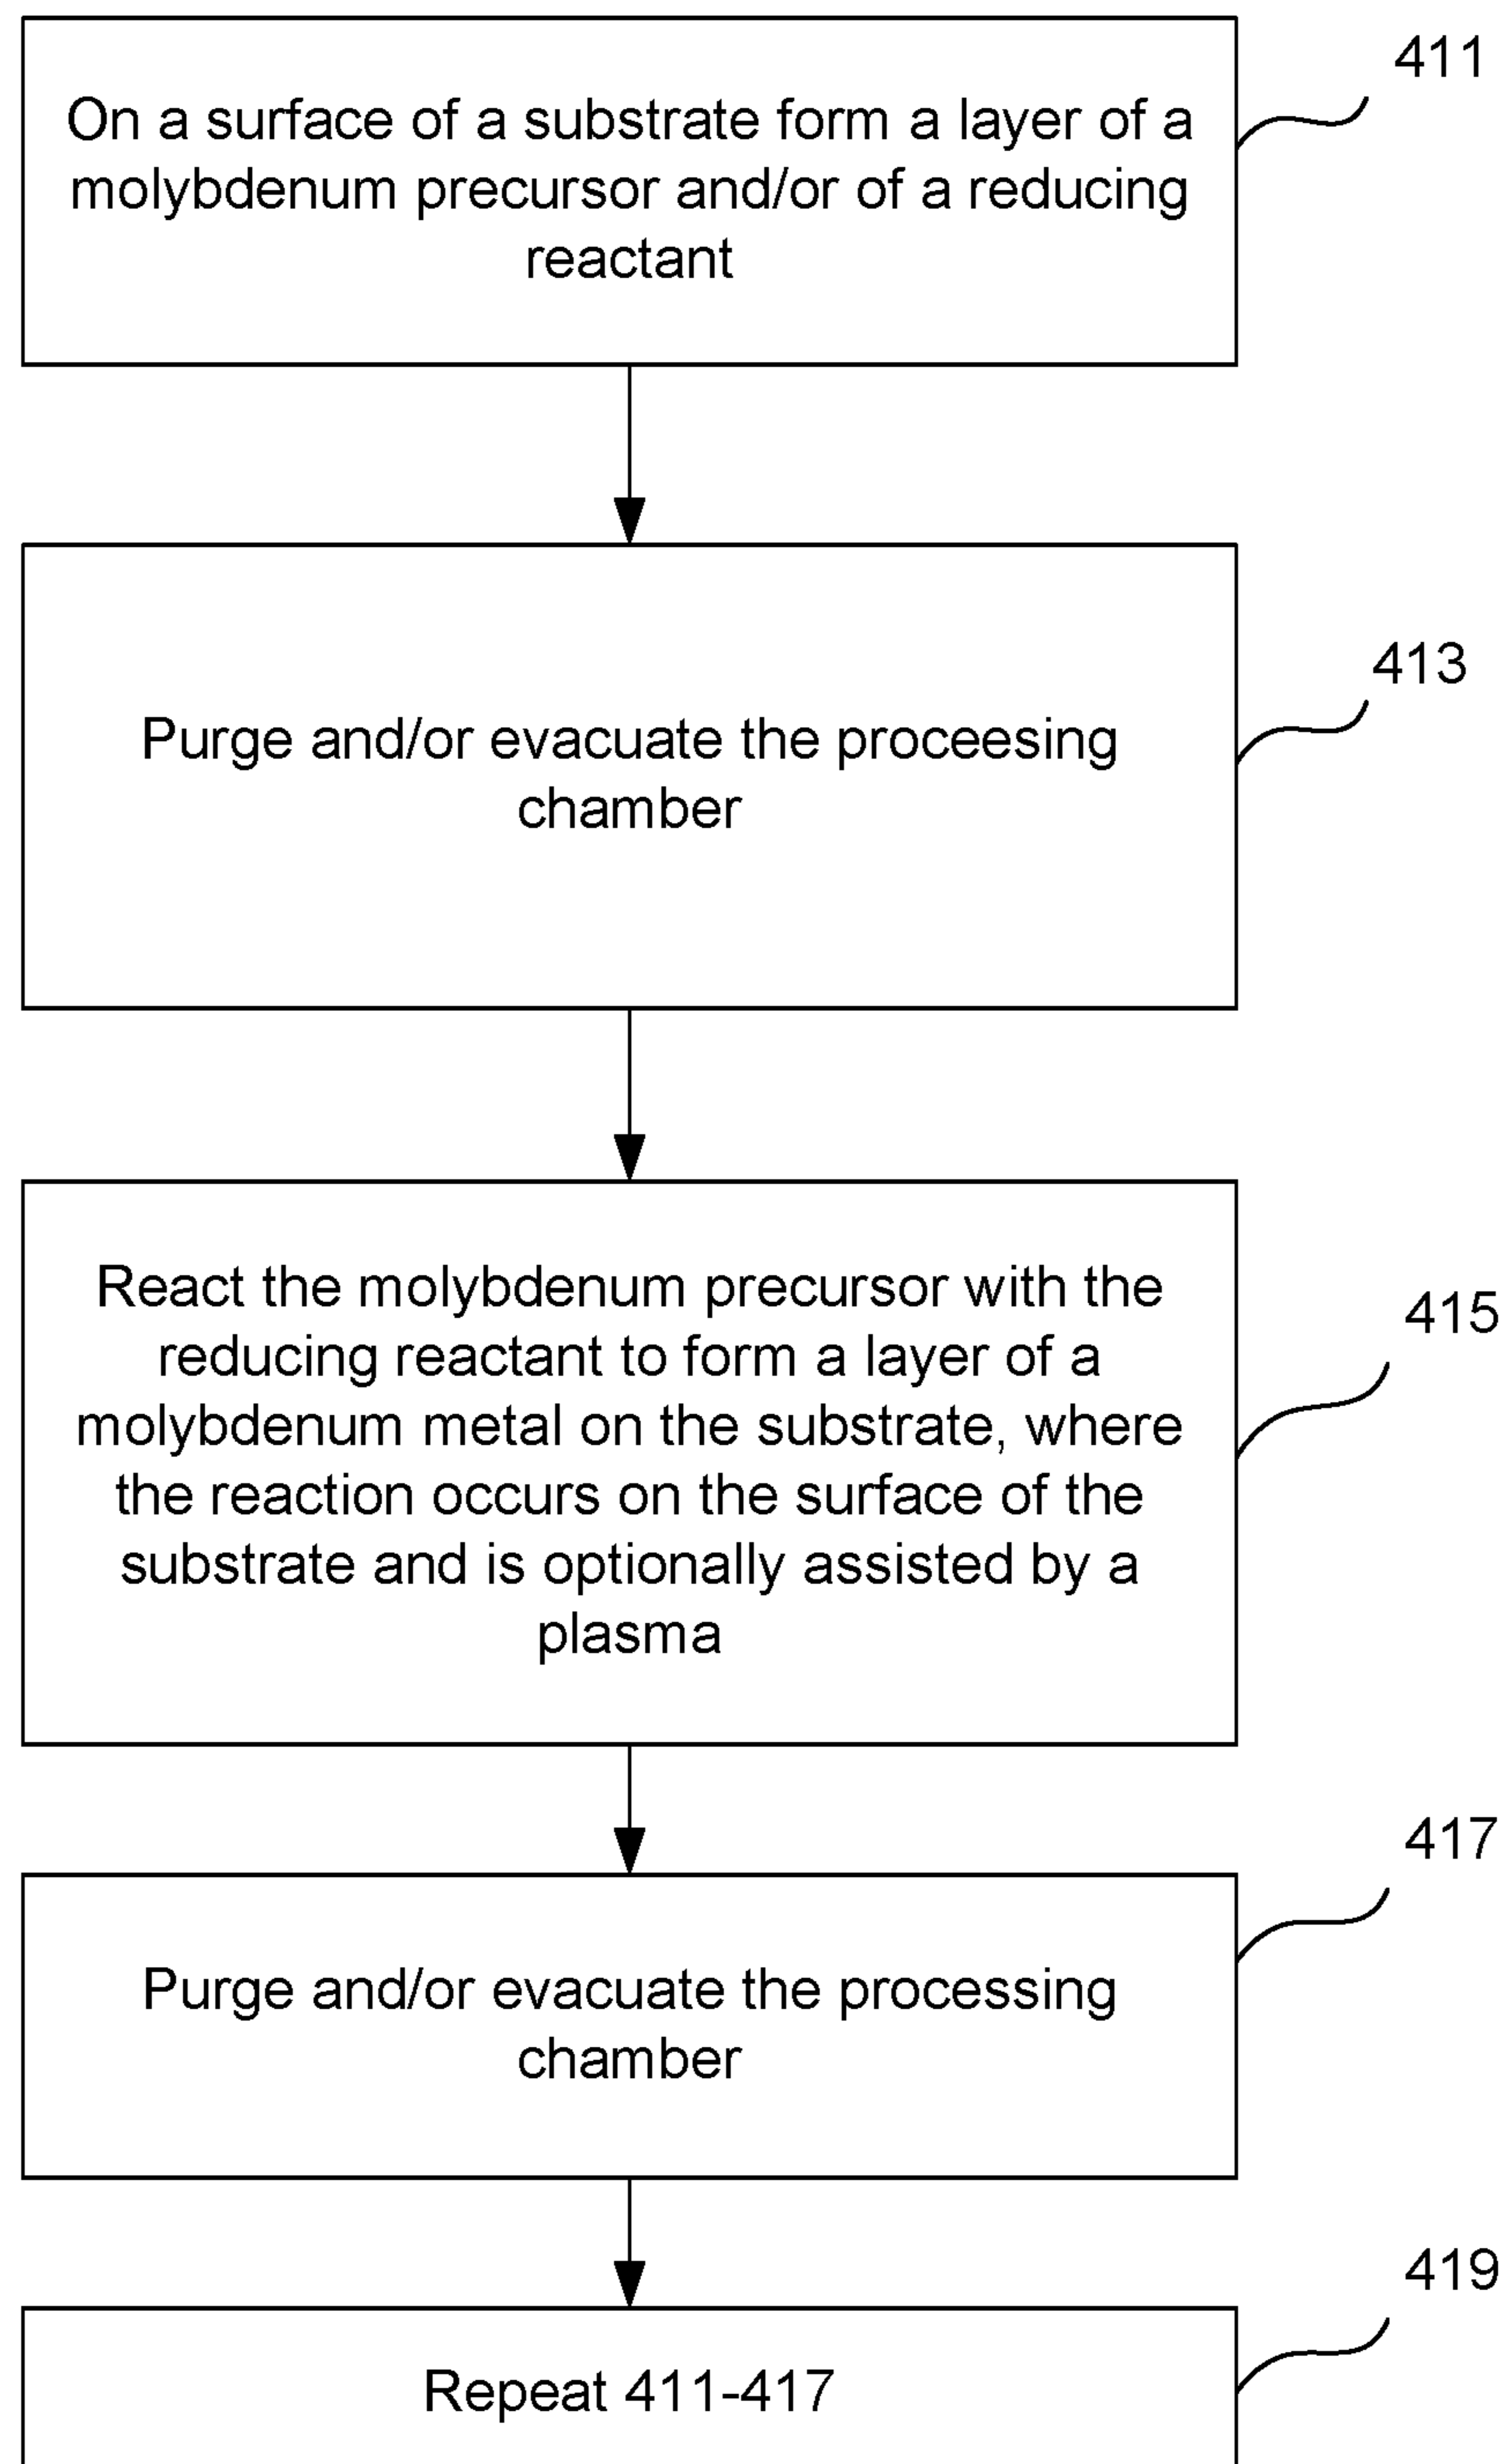 411
On a surface of a substrate form a layer of a
molybdenum precursor and/or of a reducing
reactant
413
Purge and/or evacuate the proceesing
chamber
React the molybdenum precursor with the
415
reducing reactant to form a layer of a
molybdenum metal on the substrate, where
the reaction occurs on the surface of the
substrate and is optionally assisted by a
plasma
417
Purge and/or evacuate the processing
chamber
419
Repeat 411-417